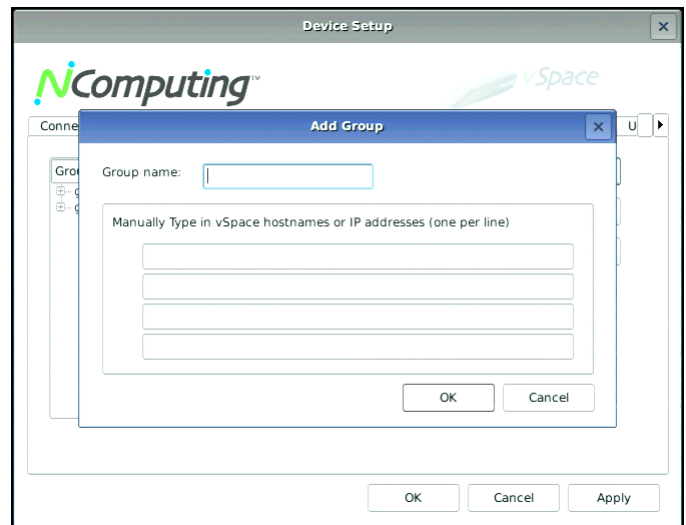 Device Setup
NComputing™
vSpace
Conne
Add Group
U
Grou
Group name:
Manually Type in vSpace hostnames or IP addresses (one per line)
OK Cancel
OK Cancel Apply